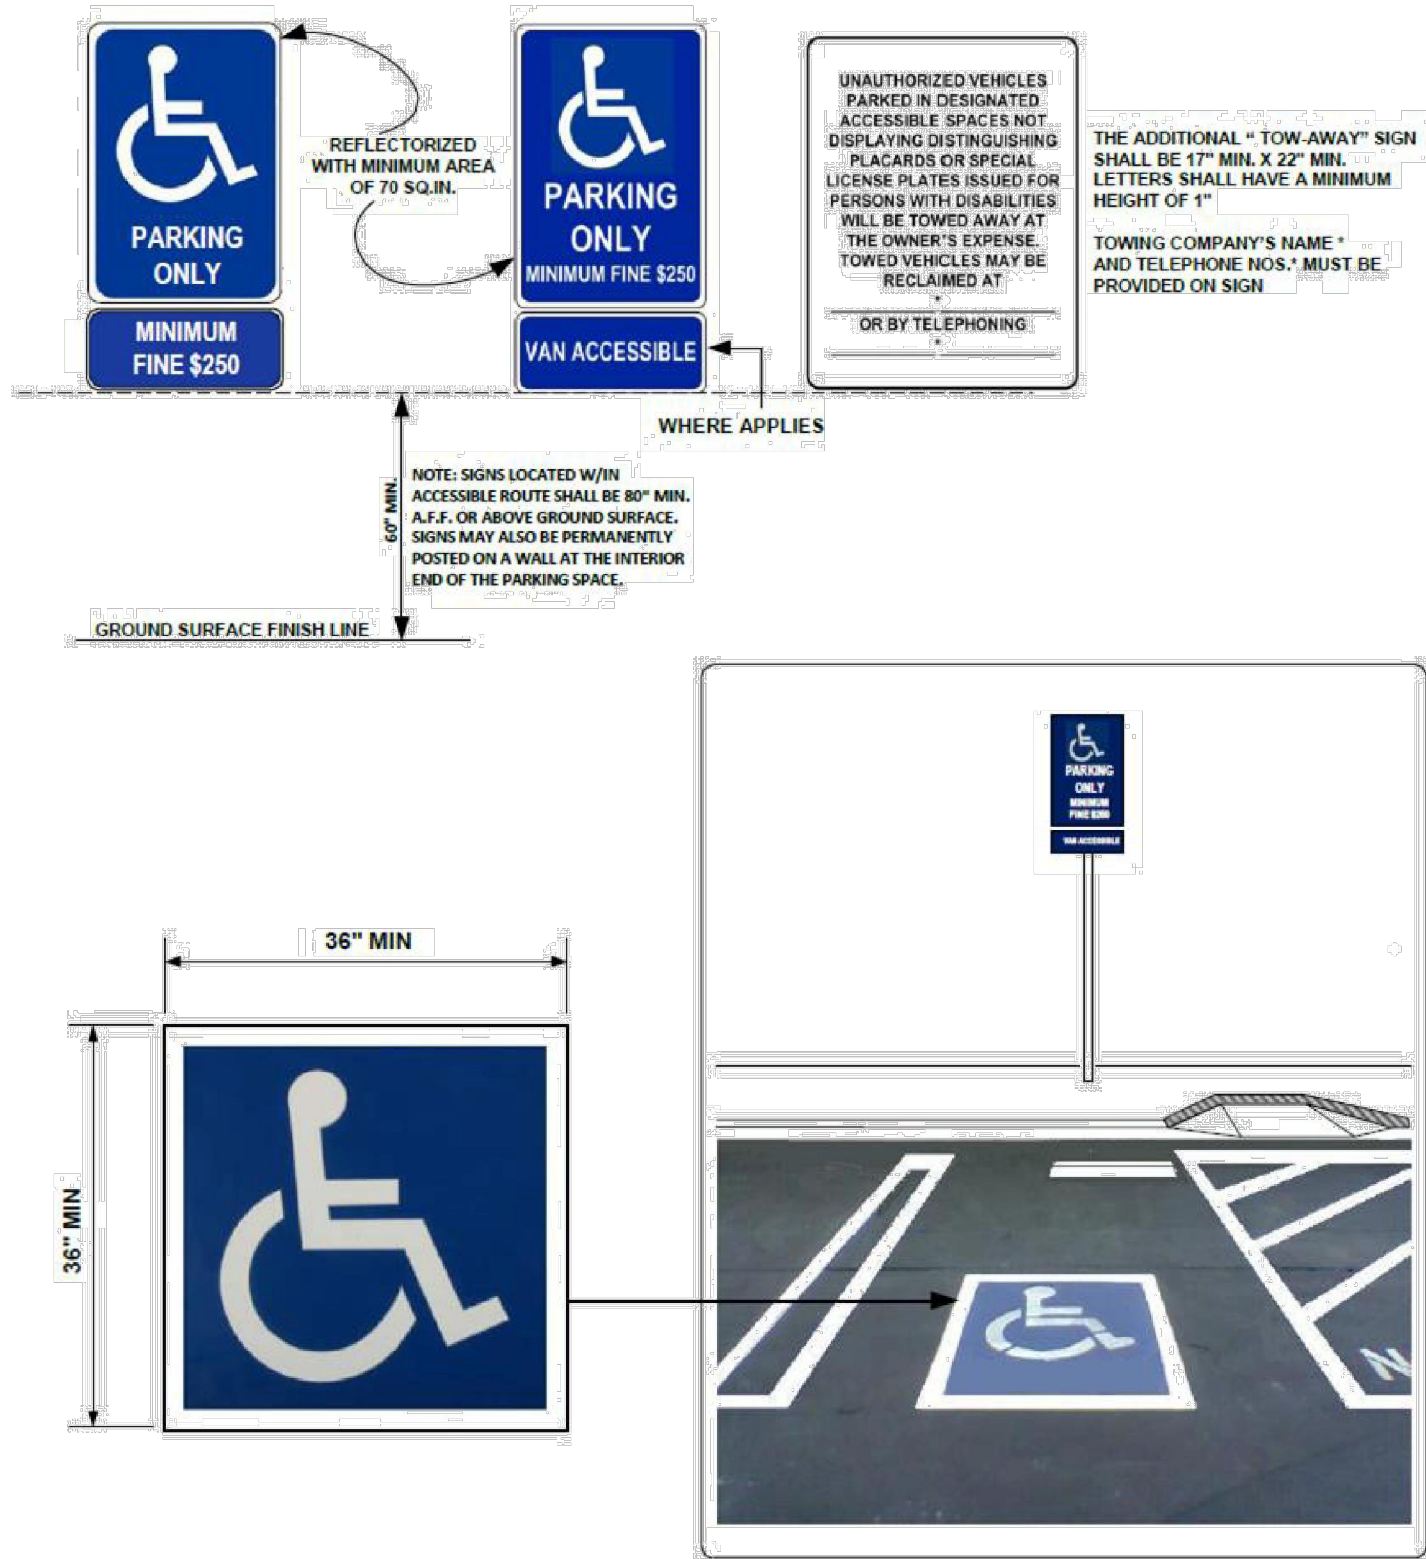 PARKING
ONLY
MINIMUM
FINE $250
REFLECTORIZED
WITH MINIMUM AREA
OF 70 SQ.IN.
PARKING
ONLY
MINIMUM FINE $250
VAN ACCESSIBLE
WHERE APPLIES
UNAUTHORIZED VEHICLES
PARKED IN DESIGNATED
ACCESSIBLE SPACES NOT
DISPLAYING DISTINGUISHING
PLACARDS OR SPECIAL
LICENSE PLATES ISSUED FOR
PERSONS WITH DISABILITIES
WILL BE TOWED AWAY AT
THE OWNER'S EXPENSE.
TOWED VEHICLES MAY BE
RECLAIMED AT
*
OR BY TELEPHONING
*
THE ADDITIONAL “ TOW-AWAY” SIGN
SHALL BE 17" MIN. X 22" MIN.
LETTERS SHALL HAVE A MINIMUM
HEIGHT OF 1"
TOWING COMPANY'S NAME *
AND TELEPHONE NOS.* MUST BE
PROVIDED ON SIGN
60" MIN.
NOTE: SIGNS LOCATED W/IN
ACCESSIBLE ROUTE SHALL BE 80" MIN.
A.F.F. OR ABOVE GROUND SURFACE.
SIGNS MAY ALSO BE PERMANENTLY
POSTED ON A WALL AT THE INTERIOR
END OF THE PARKING SPACE.
GROUND SURFACE FINISH LINE
PARKING
ONLY
MINIMUM
FINE $250
VAN ACCESSIBLE
36" MIN
36" MIN
N